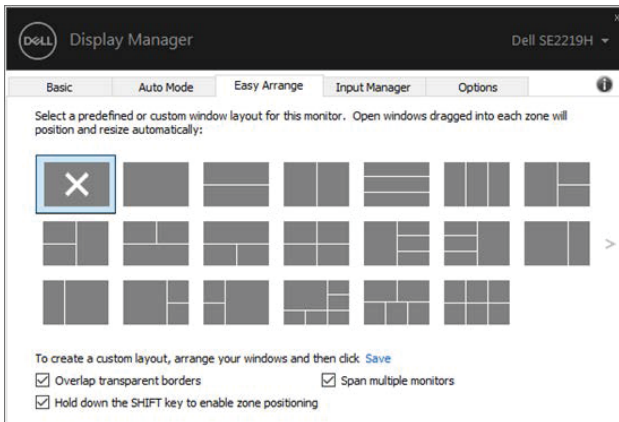 DELL
Display Manager
Dell SE2219H
Basic
Auto Mode
Easy Arrange
Input Manager
Options
Select a predefined or custom window layout for this monitor. Open windows dragged into each zone will
position and resize automatically:
To create a custom layout, arrange your windows and then click Save
Overlap transparent borders
Span multiple monitors
Hold down the SHIFT key to enable zone positioning